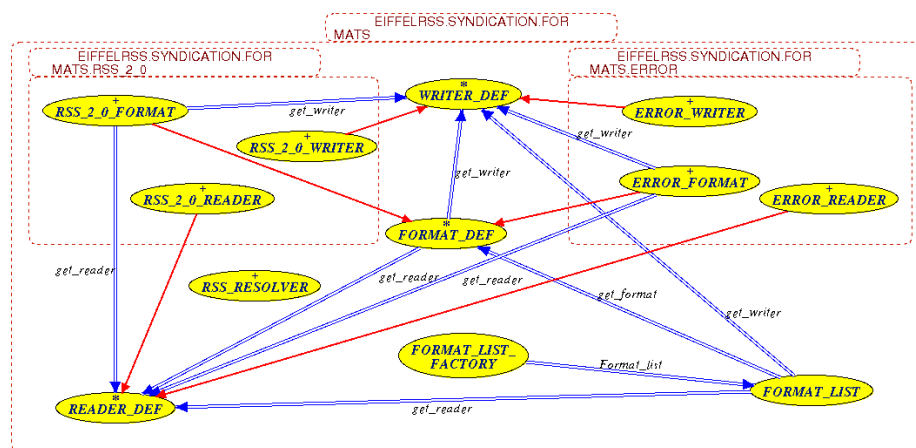 EIFFELRSS.SYNDICATION.FOR
MATS
EIFFELRSS.SYNDICATION.FOR
MATS.RSS_2_0
EIFFELRSS.SYNDICATION.FOR
MATS.ERROR
+
RSS_2_0_FORMAT
get_writer
*
WRITER_DEF
+
ERROR_WRITER
get_writer
+
RSS_2_0_WRITER
get_writer
+
ERROR_FORMAT
+
RSS_2_0_READER
+
ERROR_READER
*
FORMAT_DEF
get_reader
get_reader
get_reader
+
RSS_RESOLVER
get_format
get_writer
FORMAT_LIST_
FACTORY
Format_list
FORMAT_LIST
*
READER_DEF
get_reader